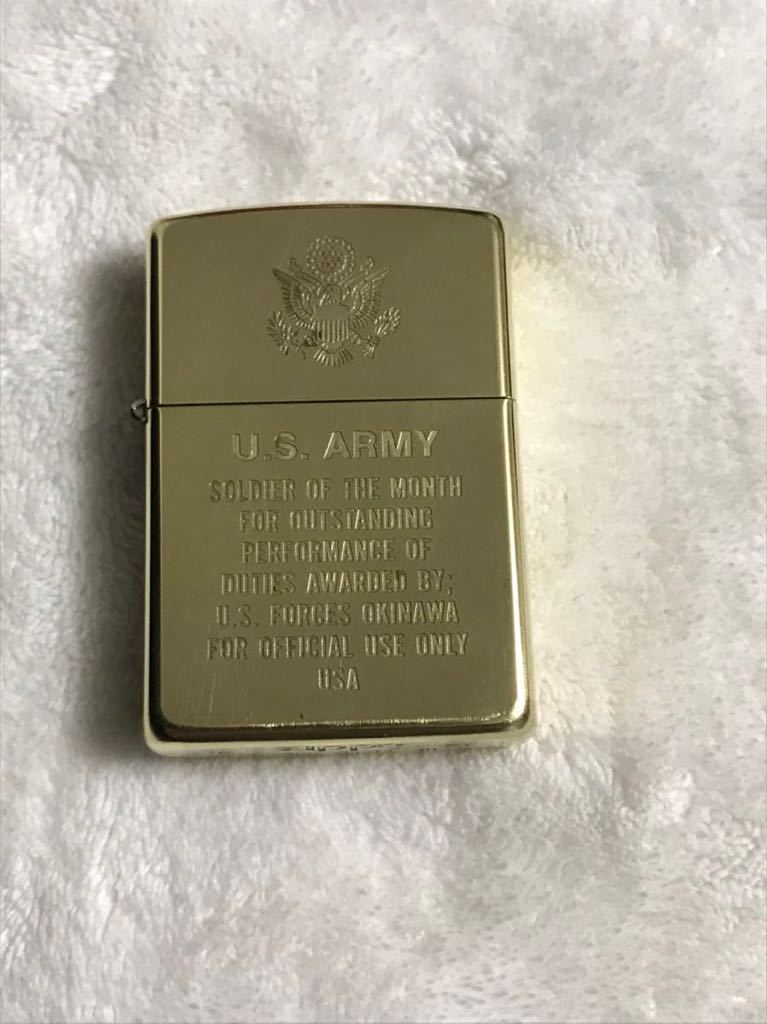 U.S. ARMY
SOLDIER OF THE MONTH
FOR OUTSTANDING
PERFORMANCE OF
DUTIES AWARDED BY;
U.S. FORCES OKINAWA
FOR OFFICIAL USE ONLY
USA